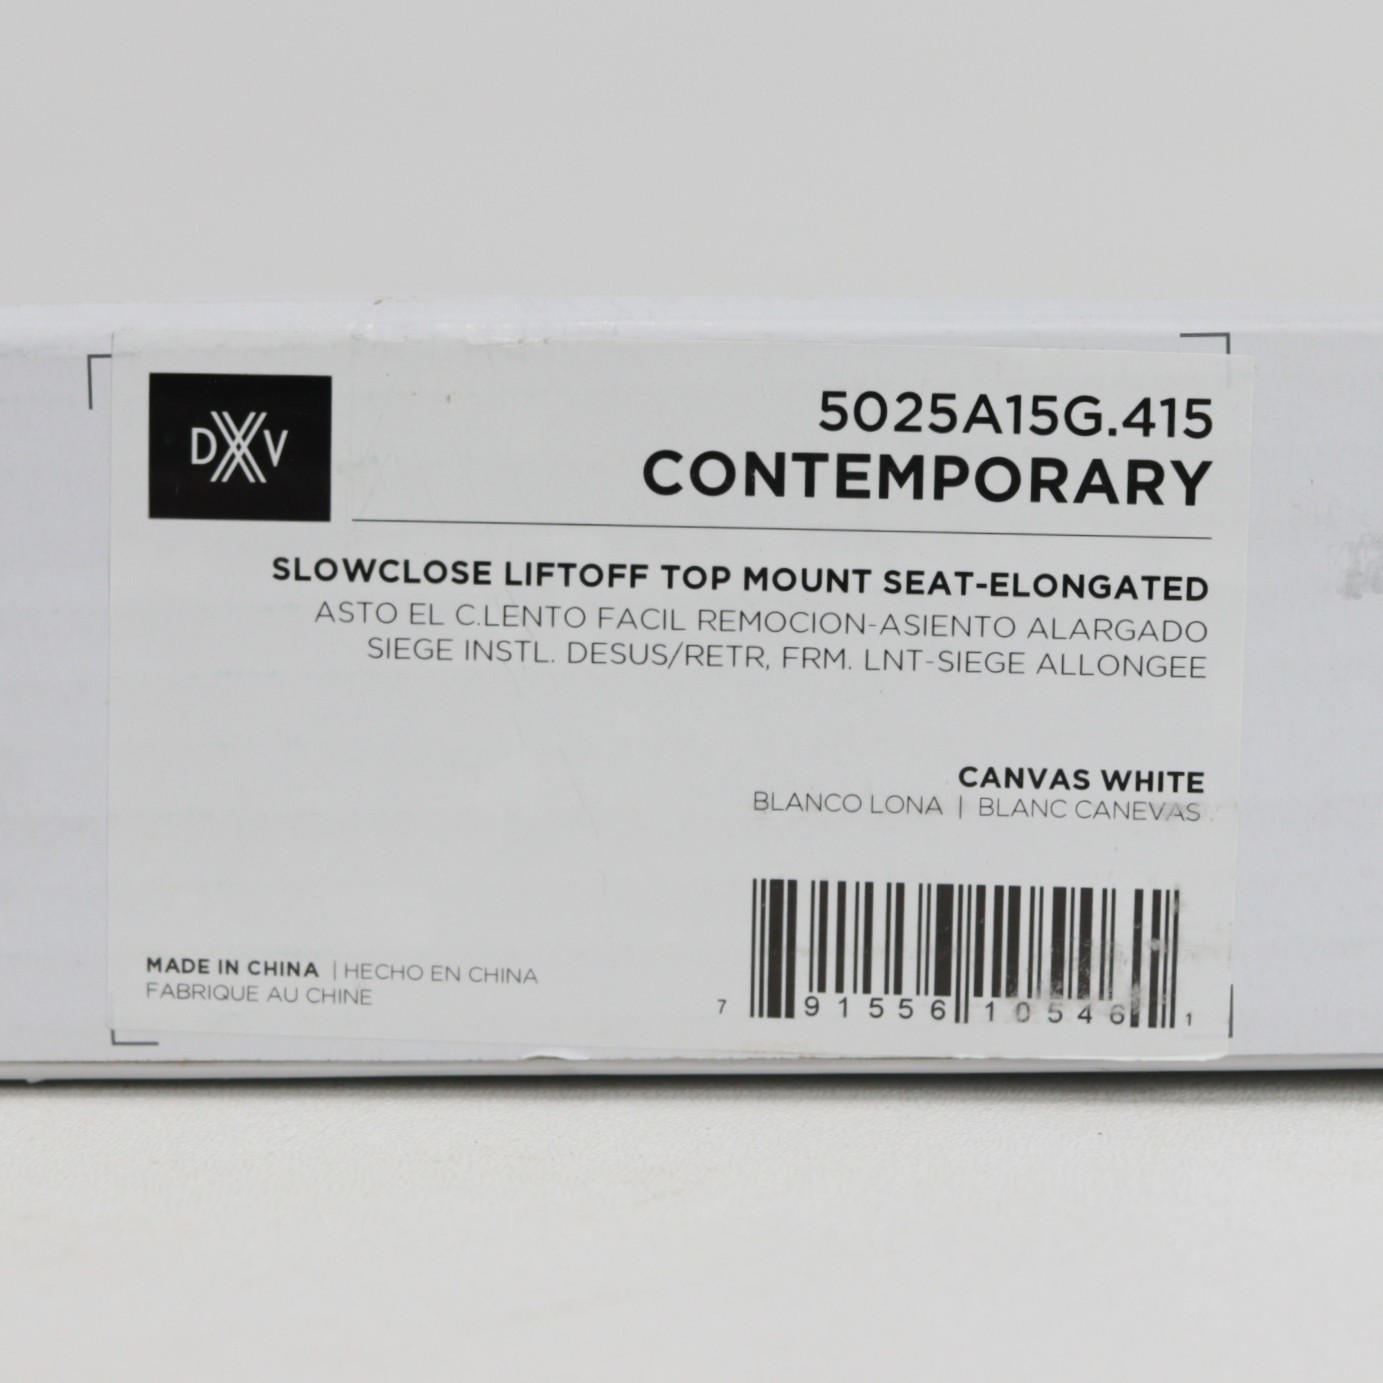 DXV
5025A15G.415
CONTEMPORARY
SLOWCLOSE LIFTOFF TOP MOUNT SEAT-ELONGATED
ASTO EL C.LENTO FACIL REMOCION-ASIENTO ALARGADO
SIEGE INSTL. DESUS/RETR, FRM. LNT-SIEGE ALLONGEE
CANVAS WHITE
BLANCO LONA | BLANC CANEVAS
MADE IN CHINA | HECHO EN CHINA
FABRIQUE AU CHINE
7 91556 10546 1